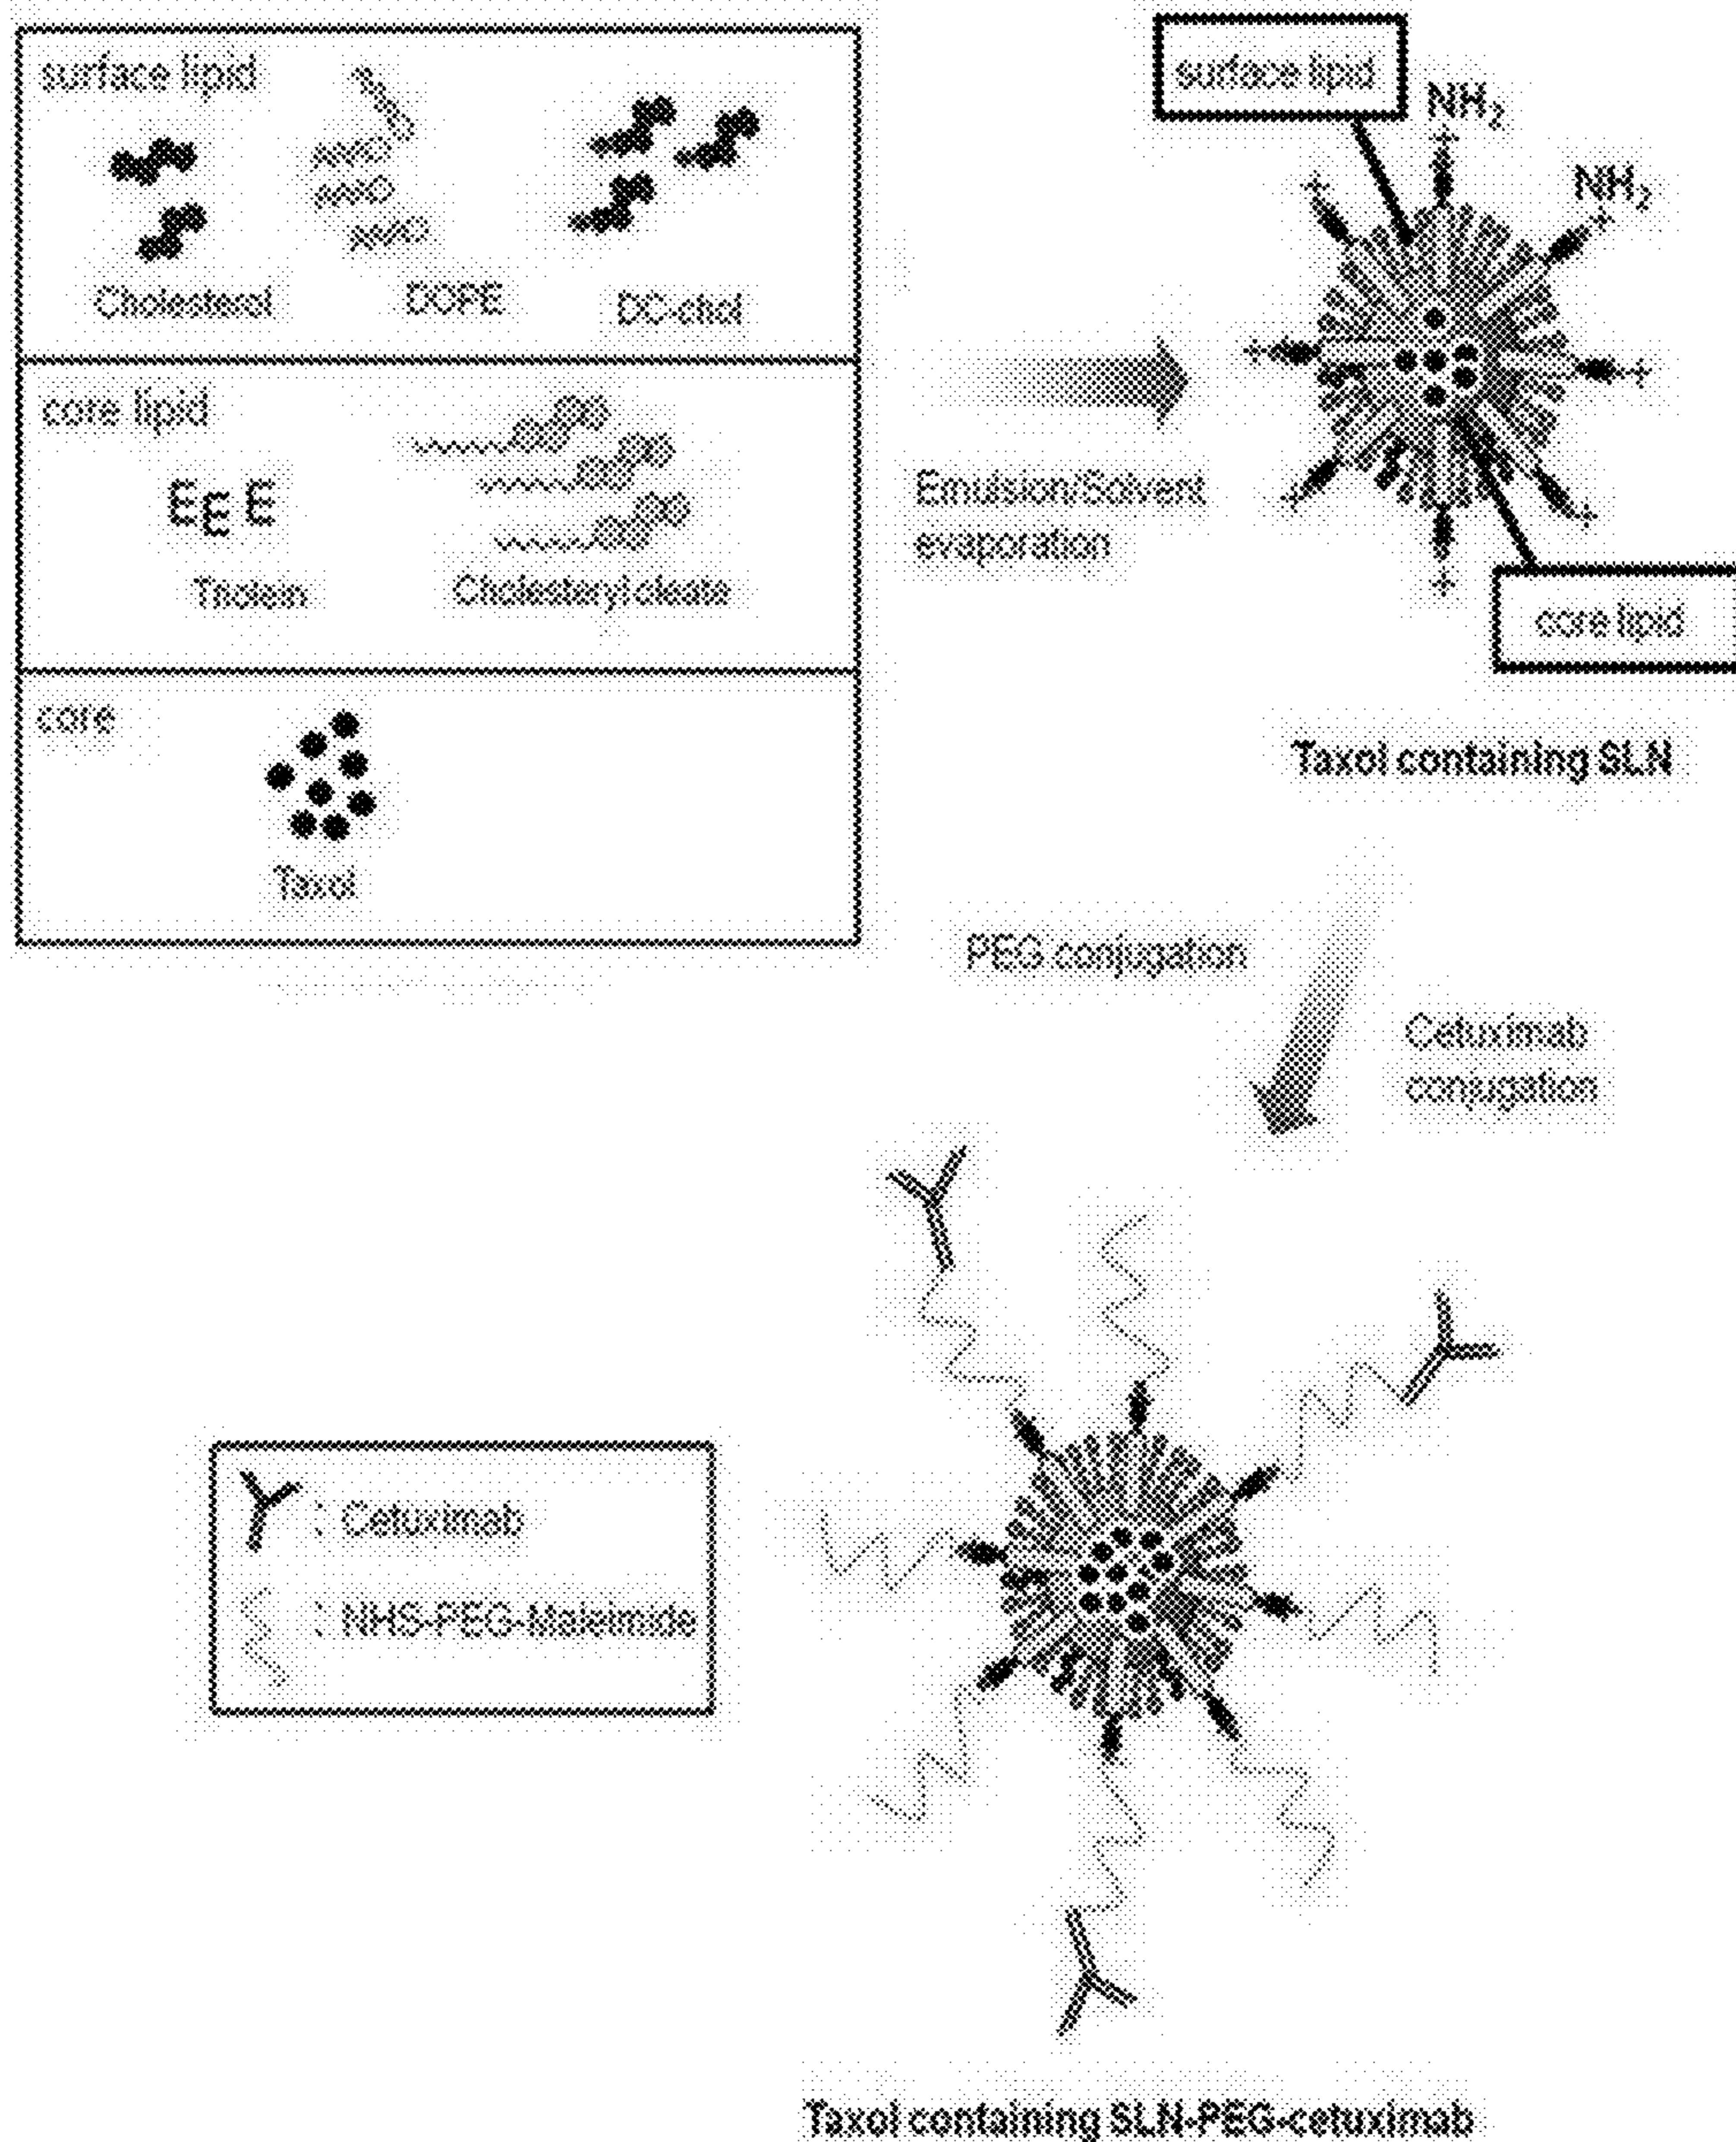 surface lipid
Cholesterol
DOPE
DC-chol
core lipid
EEE
Triolein
Cholesteryl oleate
core
Taxol
Emulsion/Solvent
evaporation
surface lipid
NH2
NH2
core lipid
Taxol containing SLN
PEG conjugation
Cetuximab
conjugation
: Cetuximab
: NHS-PEG-Maleimide
Taxol containing SLN-PEG-cetuximab